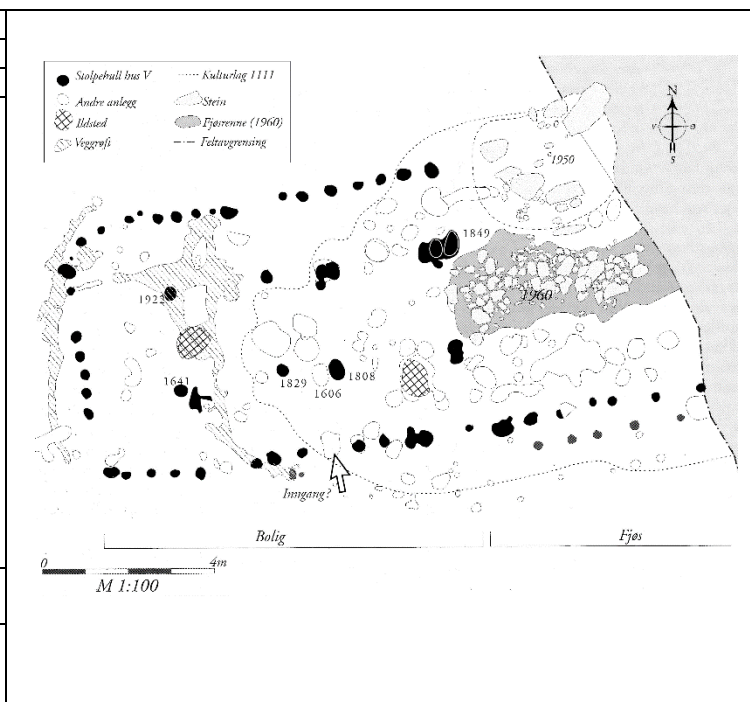 Stolpehull hus V
Kulturlag 1111
Andre anlegg
Stein
Ildsted
Fjøsrenne (1960)
Veggrøft
Feltavgrensing
N
v ø
s
1950
1849
1960
1923
1641
1829
1808
1606
Inngang?
Bolig
Fjøs
0 4m
M 1:100